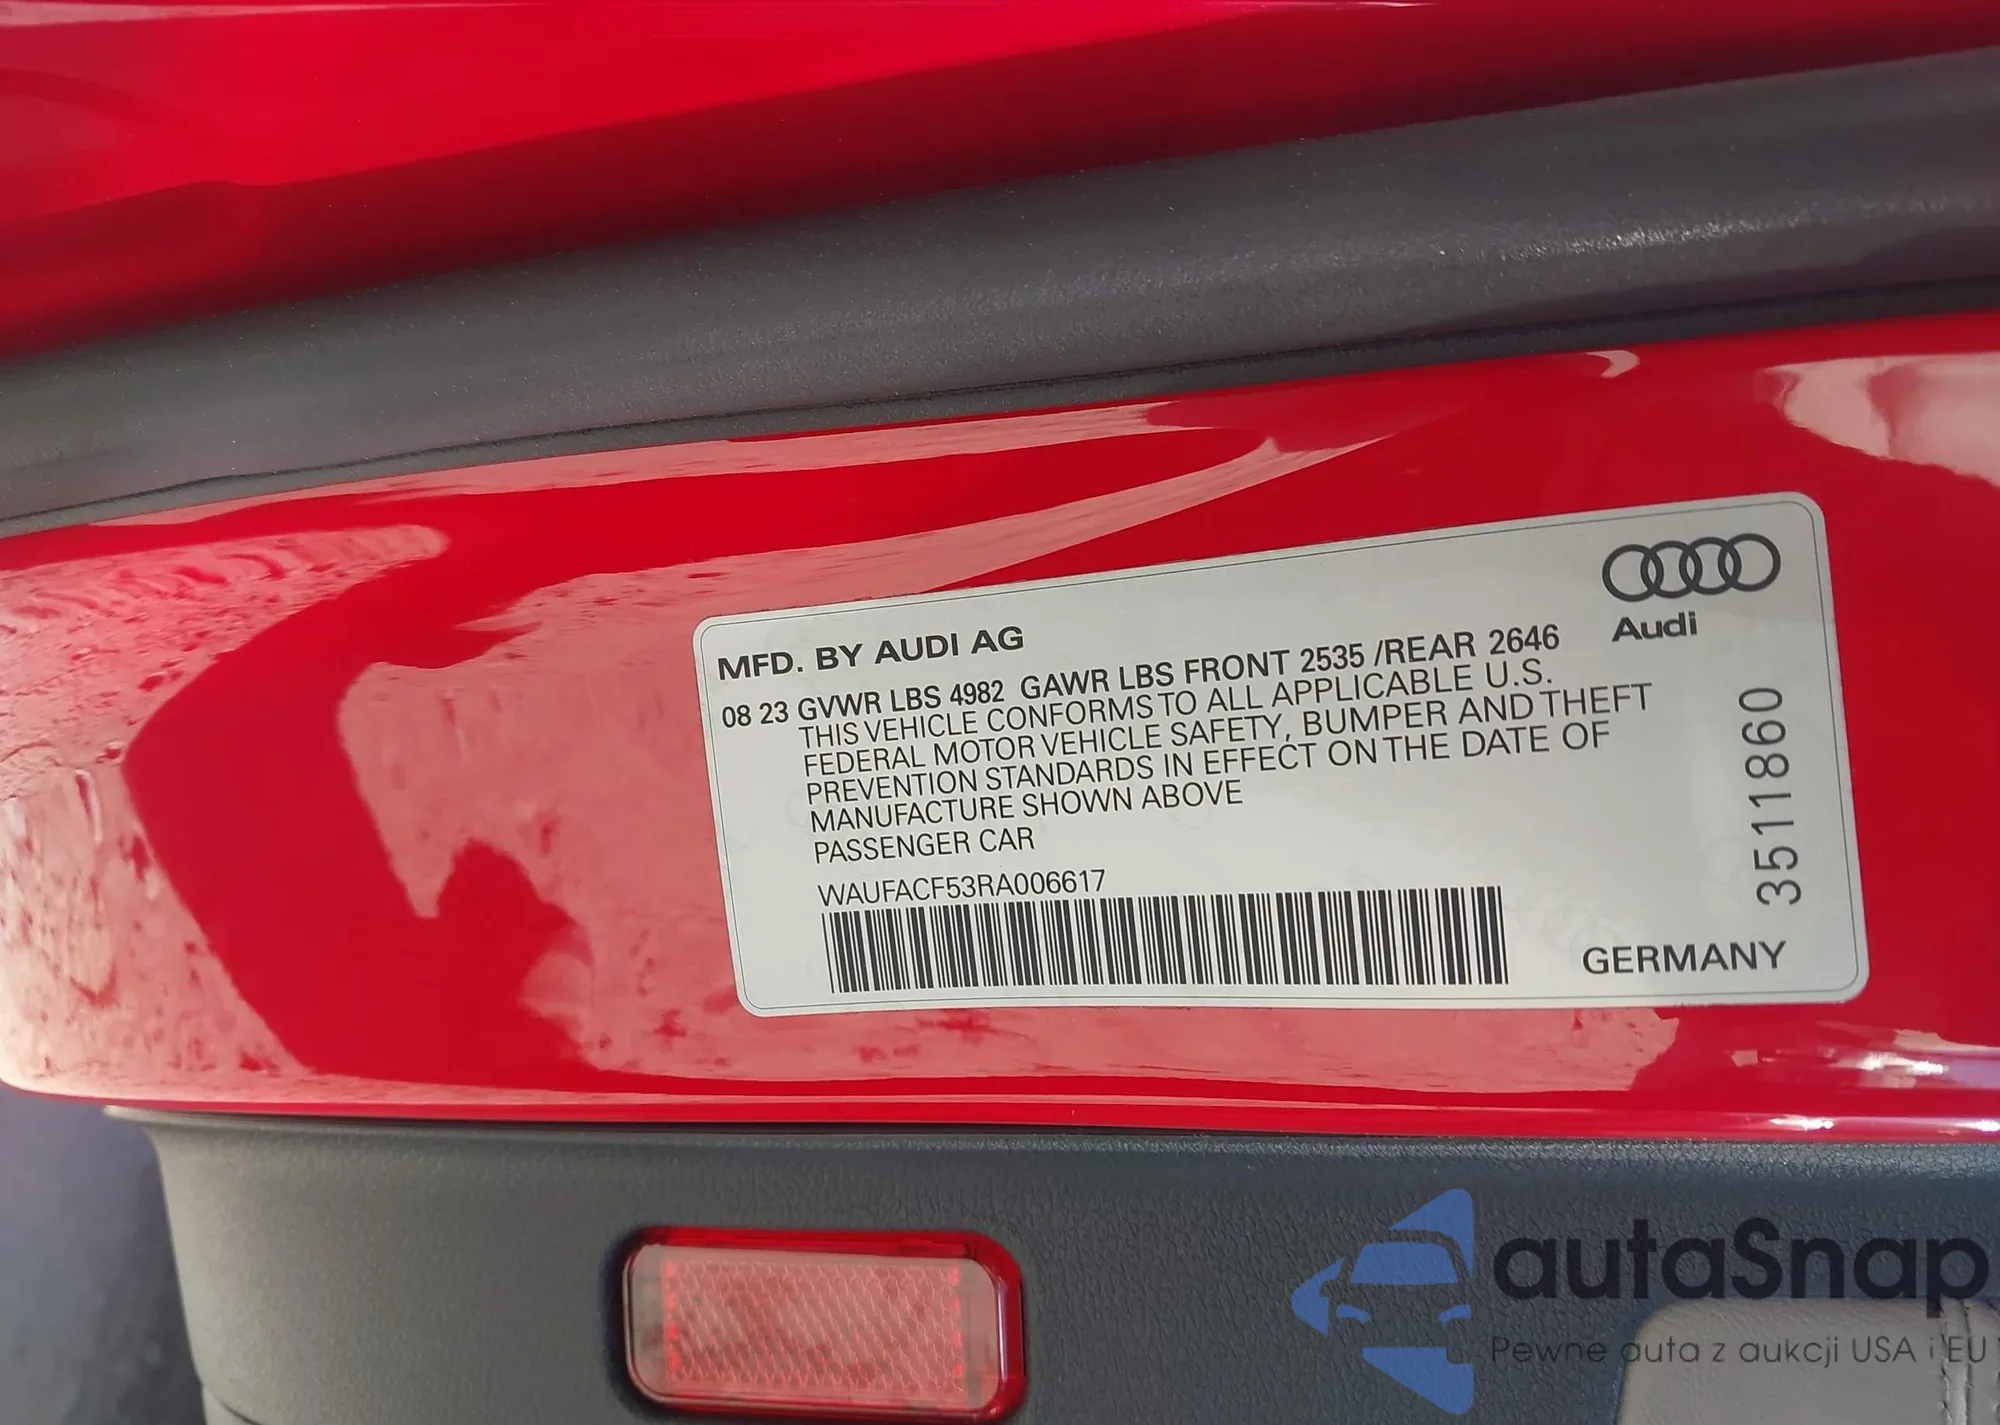 MFD. BY AUDI AG
Audi
08 23 GVWR LBS 4982 GAWR LBS FRONT 2535 /REAR 2646
THIS VEHICLE CONFORMS TO ALL APPLICABLE U.S.
FEDERAL MOTOR VEHICLE SAFETY, BUMPER AND THEFT
PREVENTION STANDARDS IN EFFECT ON THE DATE OF
MANUFACTURE SHOWN ABOVE
PASSENGER CAR
WAUFACF53RA006617
3511860
GERMANY
autaSnap
Pewne auta z aukcji USA i EU